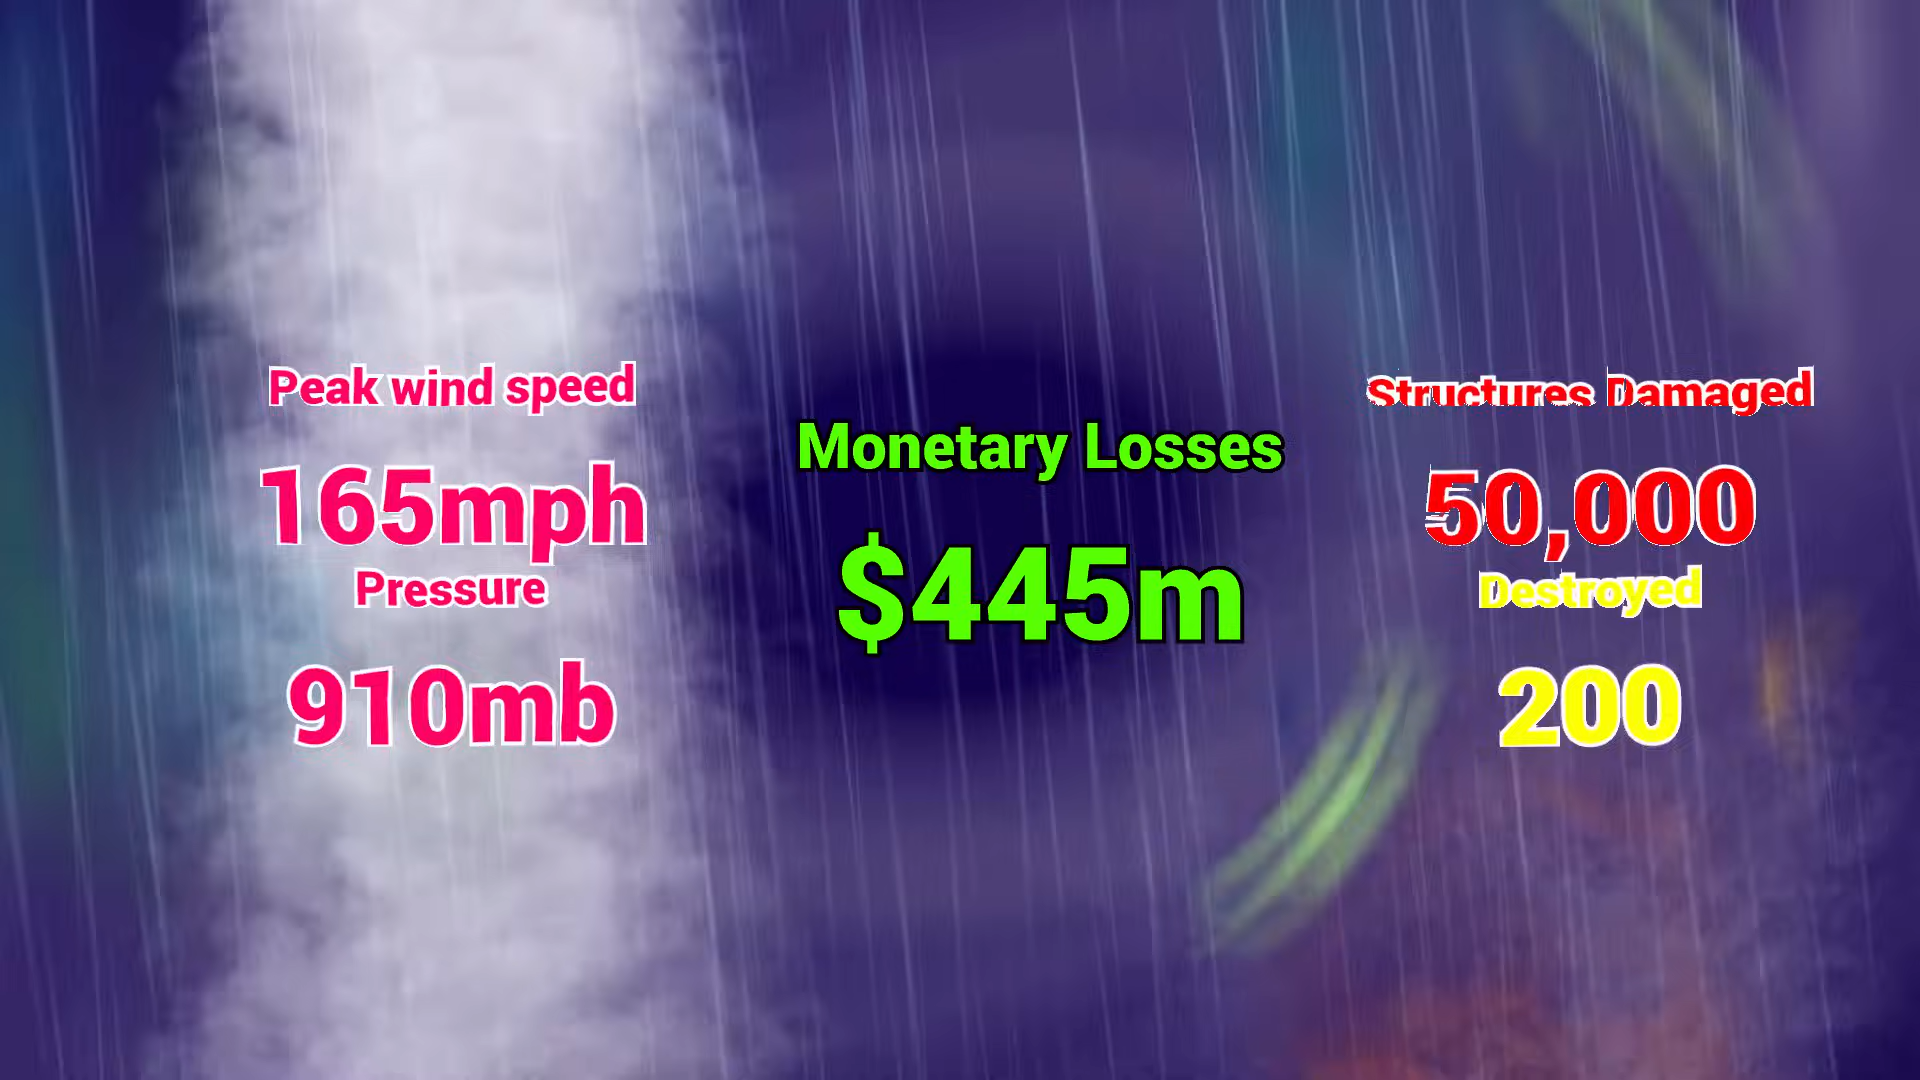 Peak wind speed
165mph
Pressure
910mb
Monetary Losses
$445m
Structures Damaged
50,000
Destroyed
200